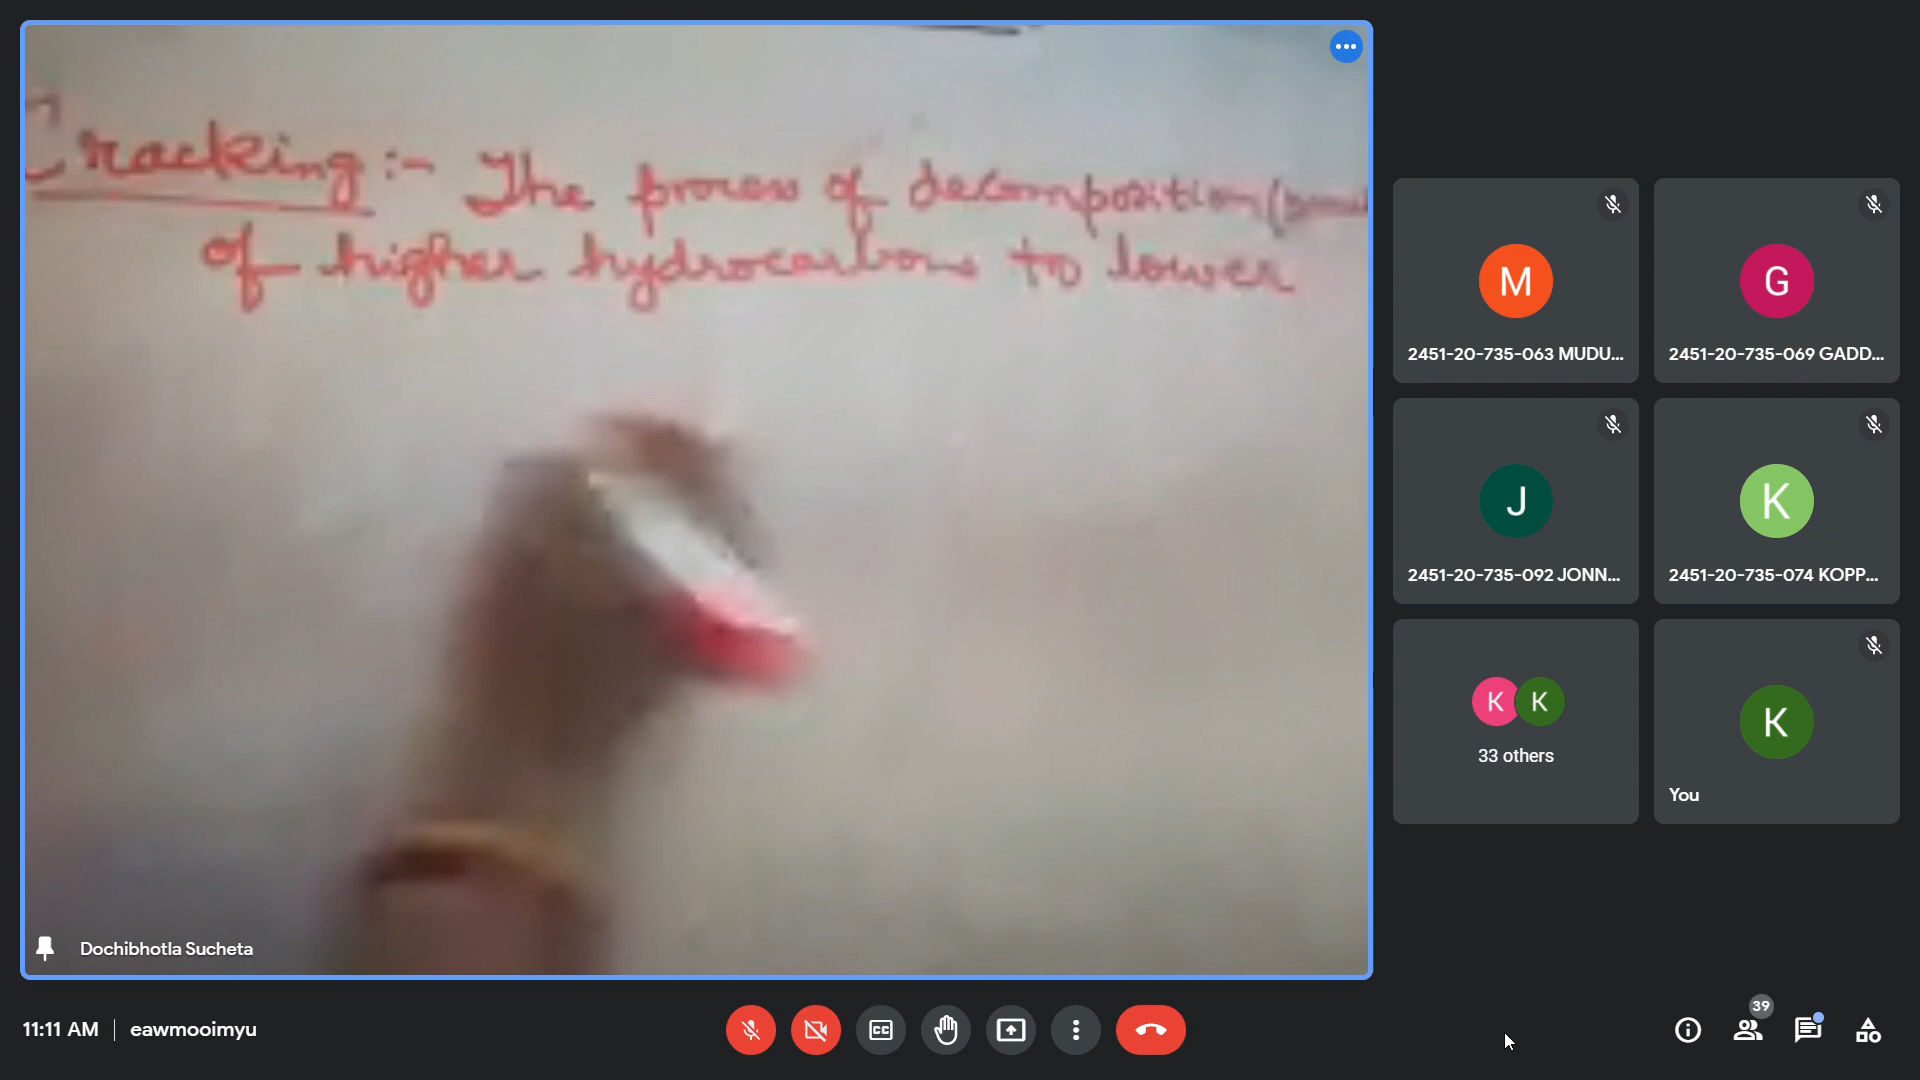 Cracking :- The process of decomposition(
of higher hydrocarbons to lower
Dochibhotla Sucheta
M
2451-20-735-063 MUDU...
G
2451-20-735-069 GADD...
J
2451-20-735-092 JONN...
K
2451-20-735-074 KOPP...
K K
33 others
K
You
11:11 AM | eawmooimyu
CC
39